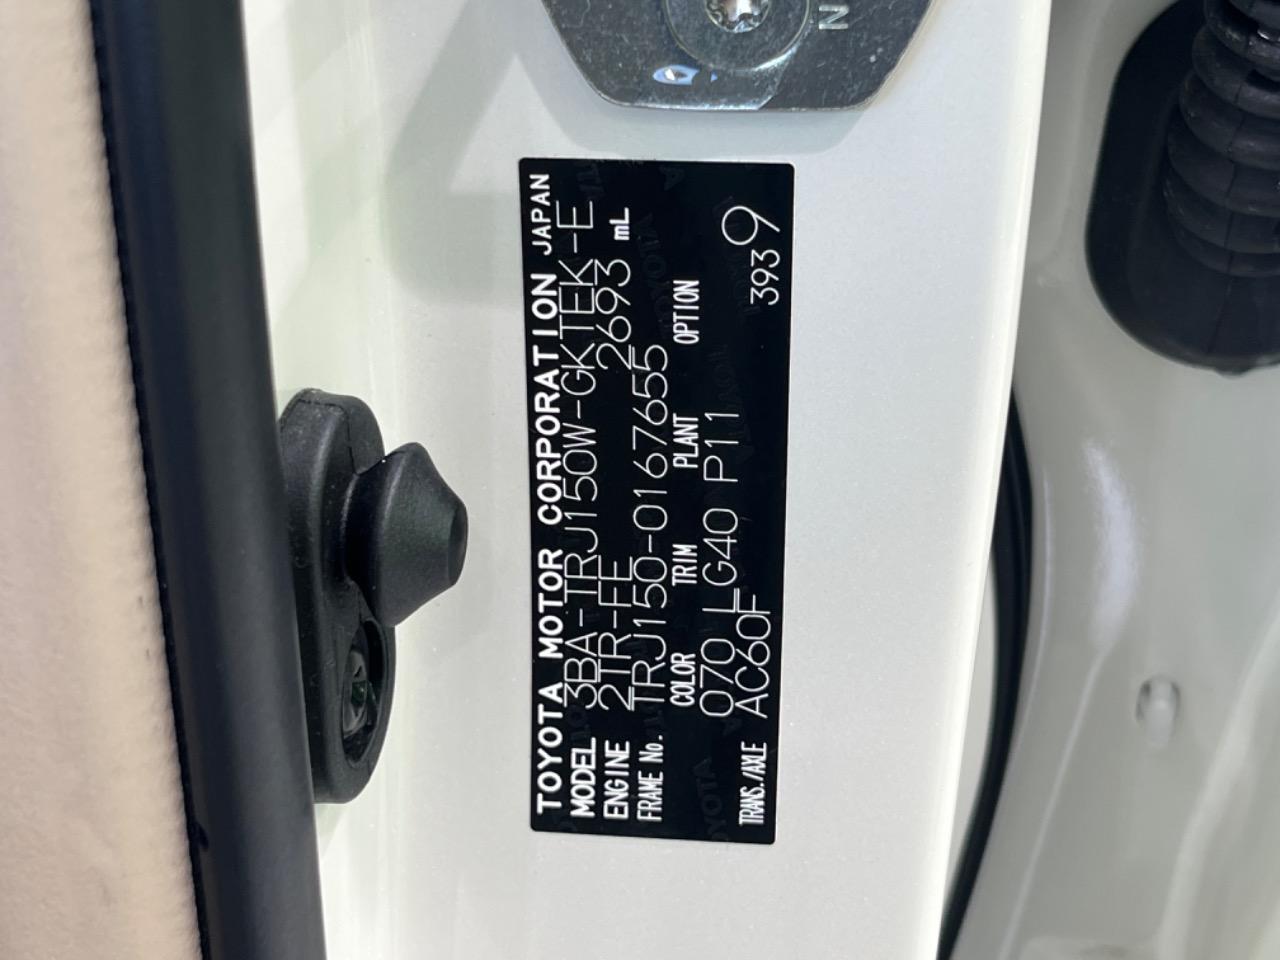 TOYOTA MOTOR CORPORATION JAPAN
MODEL 3BA-TRJ150W-GKTEK-E
ENGINE 2TR-FE 2693 mL
FRAME No. TRJ150-0167655
COLOR TRIM PLANT OPTION
070 LG40 P11
TRANS./AXLE AC60F 3939
N